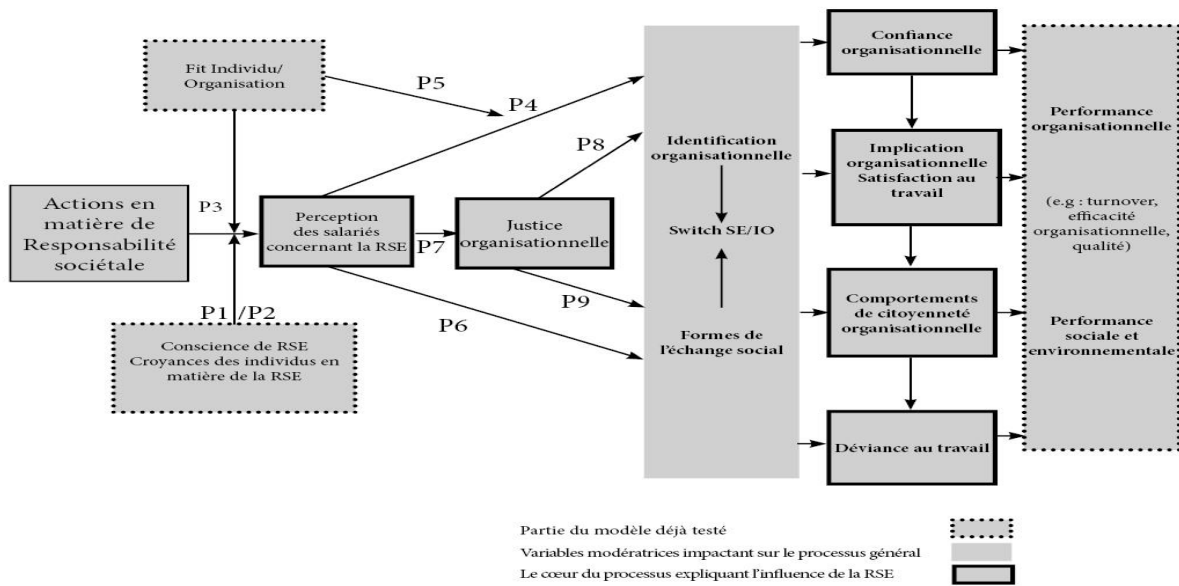 Fit Individu/
Organisation
P5
P4
P8
P3
Actions en
matière de
Responsabilité
sociétale
Perception
des salariés
concernant la RSE
P7
Justice
organisationnelle
P1 /P2
P6
P9
Conscience de RSE
Croyances des individus en
matière de la RSE
Identification
organisationnelle
Switch SE/IO
Formes de
l'échange social
Confiance
organisationnelle
Implication
organisationnelle
Satisfaction au
travail
Comportements
de citoyenneté
organisationnelle
Déviance au travail
Performance
organisationnelle
(e.g : turnover,
efficacité
organisationnelle,
qualité)
Performance
sociale et
environnementale
Partie du modèle déjà testé
Variables modératrices impactant sur le processus général
Le cœur du processus expliquant l'influence de la RSE